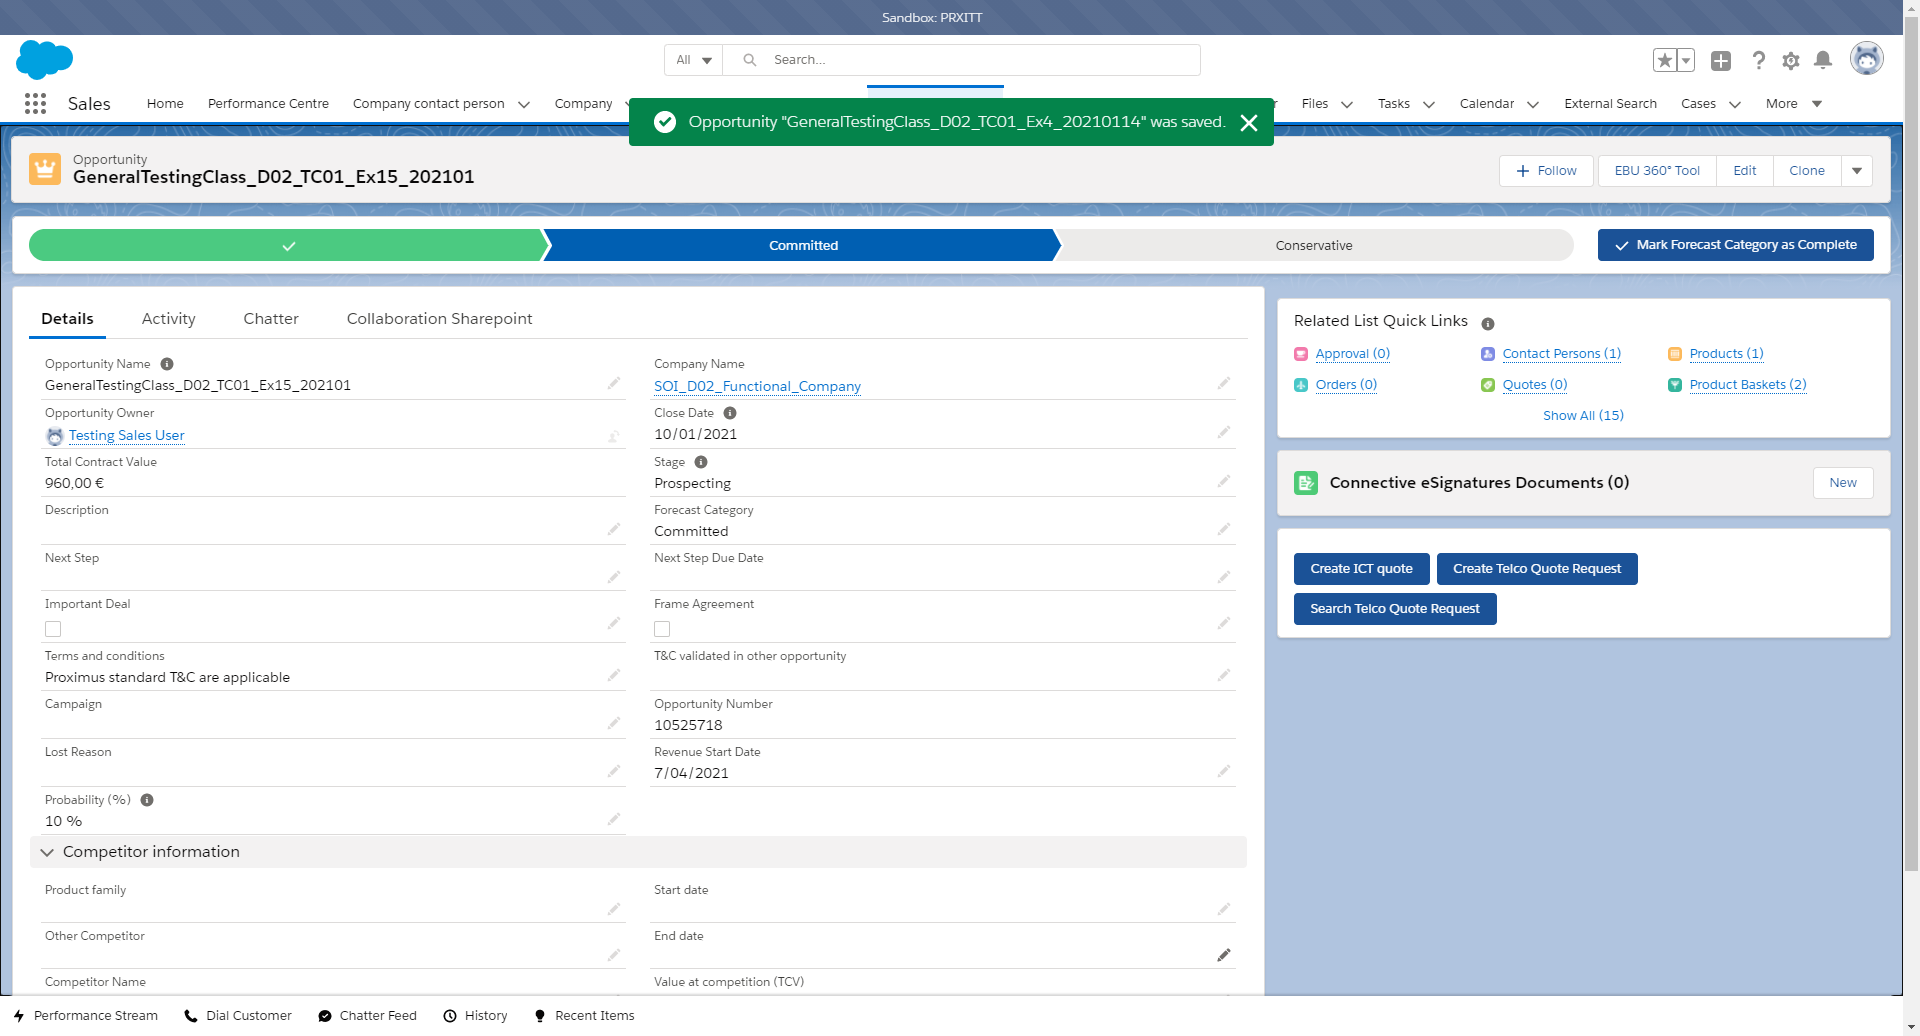 Sandbox: PRXITT
All
Search...
Sales
Home
Performance Centre
Company contact person
Company
Files
Tasks
Calendar
External Search
Cases
More
Opportunity "GeneralTestingClass_D02_TC01_Ex4_20210114" was saved.
Opportunity
GeneralTestingClass_D02_TC01_Ex15_202101
Follow
EBU 360° Tool
Edit
Clone
Committed
Conservative
Mark Forecast Category as Complete
Details
Activity
Chatter
Collaboration Sharepoint
Opportunity Name
GeneralTestingClass_D02_TC01_Ex15_202101
Company Name
SOI_D02_Functional_Company
Opportunity Owner
Testing Sales User
Close Date
10/01/2021
Total Contract Value
960,00 €
Stage
Prospecting
Description
Forecast Category
Committed
Next Step
Next Step Due Date
Important Deal
Frame Agreement
Terms and conditions
Proximus standard T&C are applicable
T&C validated in other opportunity
Campaign
Opportunity Number
10525718
Lost Reason
Revenue Start Date
7/04/2021
Probability (%)
10 %
Competitor information
Product family
Start date
Other Competitor
End date
Competitor Name
Value at competition (TCV)
Related List Quick Links
Approval (0)
Contact Persons (1)
Products (1)
Orders (0)
Quotes (0)
Product Baskets (2)
Show All (15)
Connective eSignatures Documents (0)
New
Create ICT quote
Create Telco Quote Request
Search Telco Quote Request
Performance Stream
Dial Customer
Chatter Feed
History
Recent Items